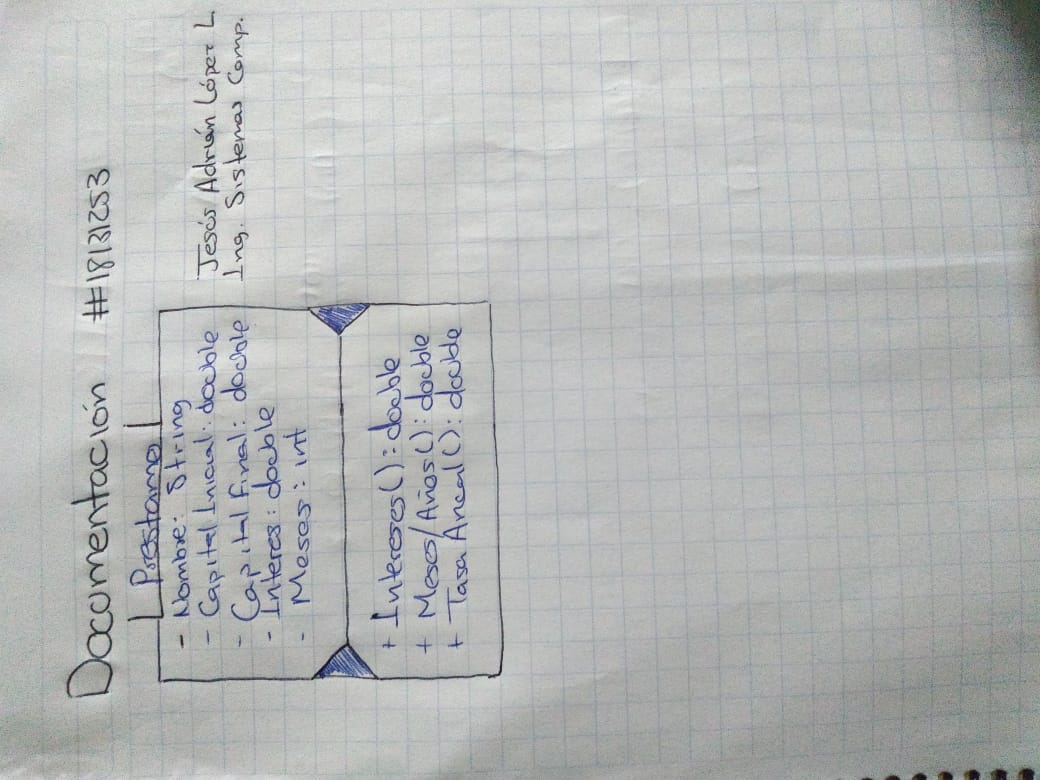 Documentación #18131253
Prestamo
- Nombre: String
- Capital Inicial: double
- Capital Final: double
- Interes: double
- Meses: int
+ Intereses(): double
+ Meses/Años(): double
+ Tasa Anual(): double
Jesús Adrián López L.
Ing. Sistemas Comp.